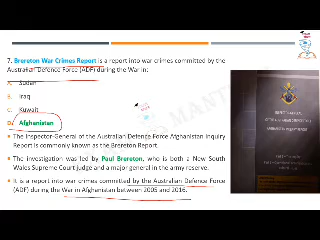 7. Brereton War Crimes Report is a report into war crimes committed by the
Australian Defence Force (ADF) during the War in:
A. Sudan
B. Iraq
C. Kuwait
D. Afghanistan
The Inspector-General of the Australian Defence Force Afghanistan Inquiry
Report is commonly known as the Brereton Report.
The investigation was led by Paul Brereton, who is both a New South
Wales Supreme Court judge and a major general in the army reserve.
It is a report into war crimes committed by the Australian Defence Force
(ADF) during the War in Afghanistan between 2005 and 2016.